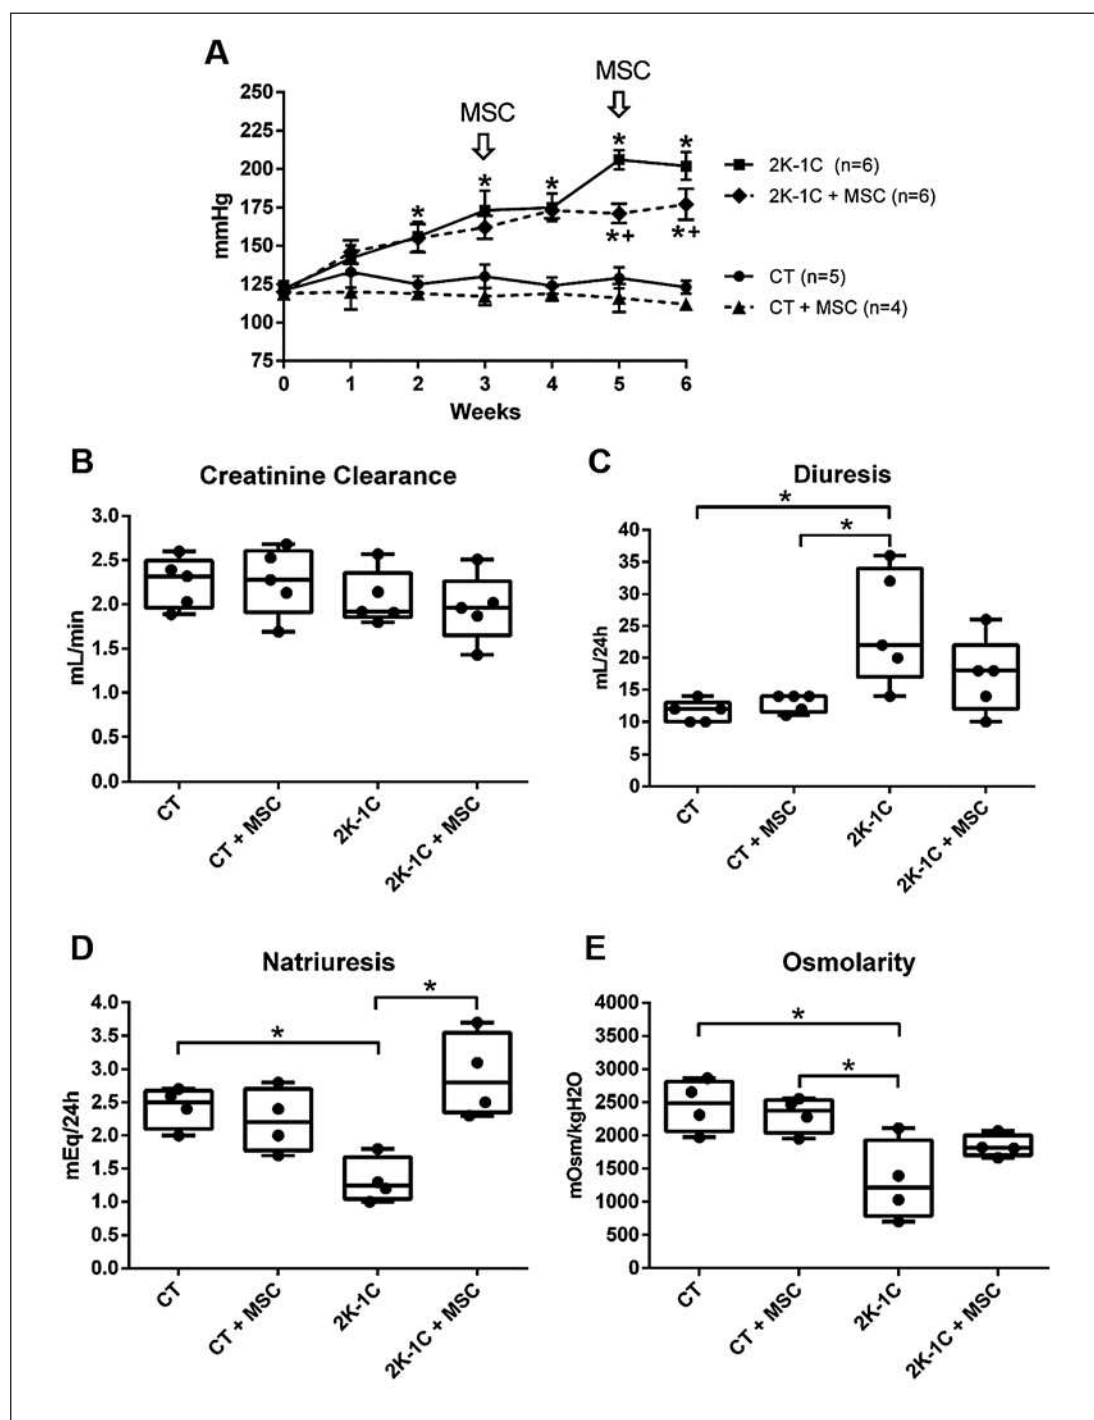 A
MSC
MSC
250
225
200
175
150
125
100
75
mmHg
* * * * * *
*+ *+
0 1 2 3 4 5 6
Weeks
2K-1C (n=6)
2K-1C + MSC (n=6)
CT (n=5)
CT + MSC (n=4)
B
Creatinine Clearance
3.0
2.5
2.0
1.5
1.0
0.5
0.0
mL/min
CT
CT + MSC
2K-1C
2K-1C + MSC
C
Diuresis
*
*
40
35
30
25
20
15
10
5
0
mL/24h
CT
CT + MSC
2K-1C
2K-1C + MSC
D
Natriuresis
*
*
4.0
3.5
3.0
2.5
2.0
1.5
1.0
0.5
0.0
mEq/24h
CT
CT + MSC
2K-1C
2K-1C + MSC
E
Osmolarity
*
*
4000
3500
3000
2500
2000
1500
1000
500
0
mOsm/kgH2O
CT
CT + MSC
2K-1C
2K-1C + MSC